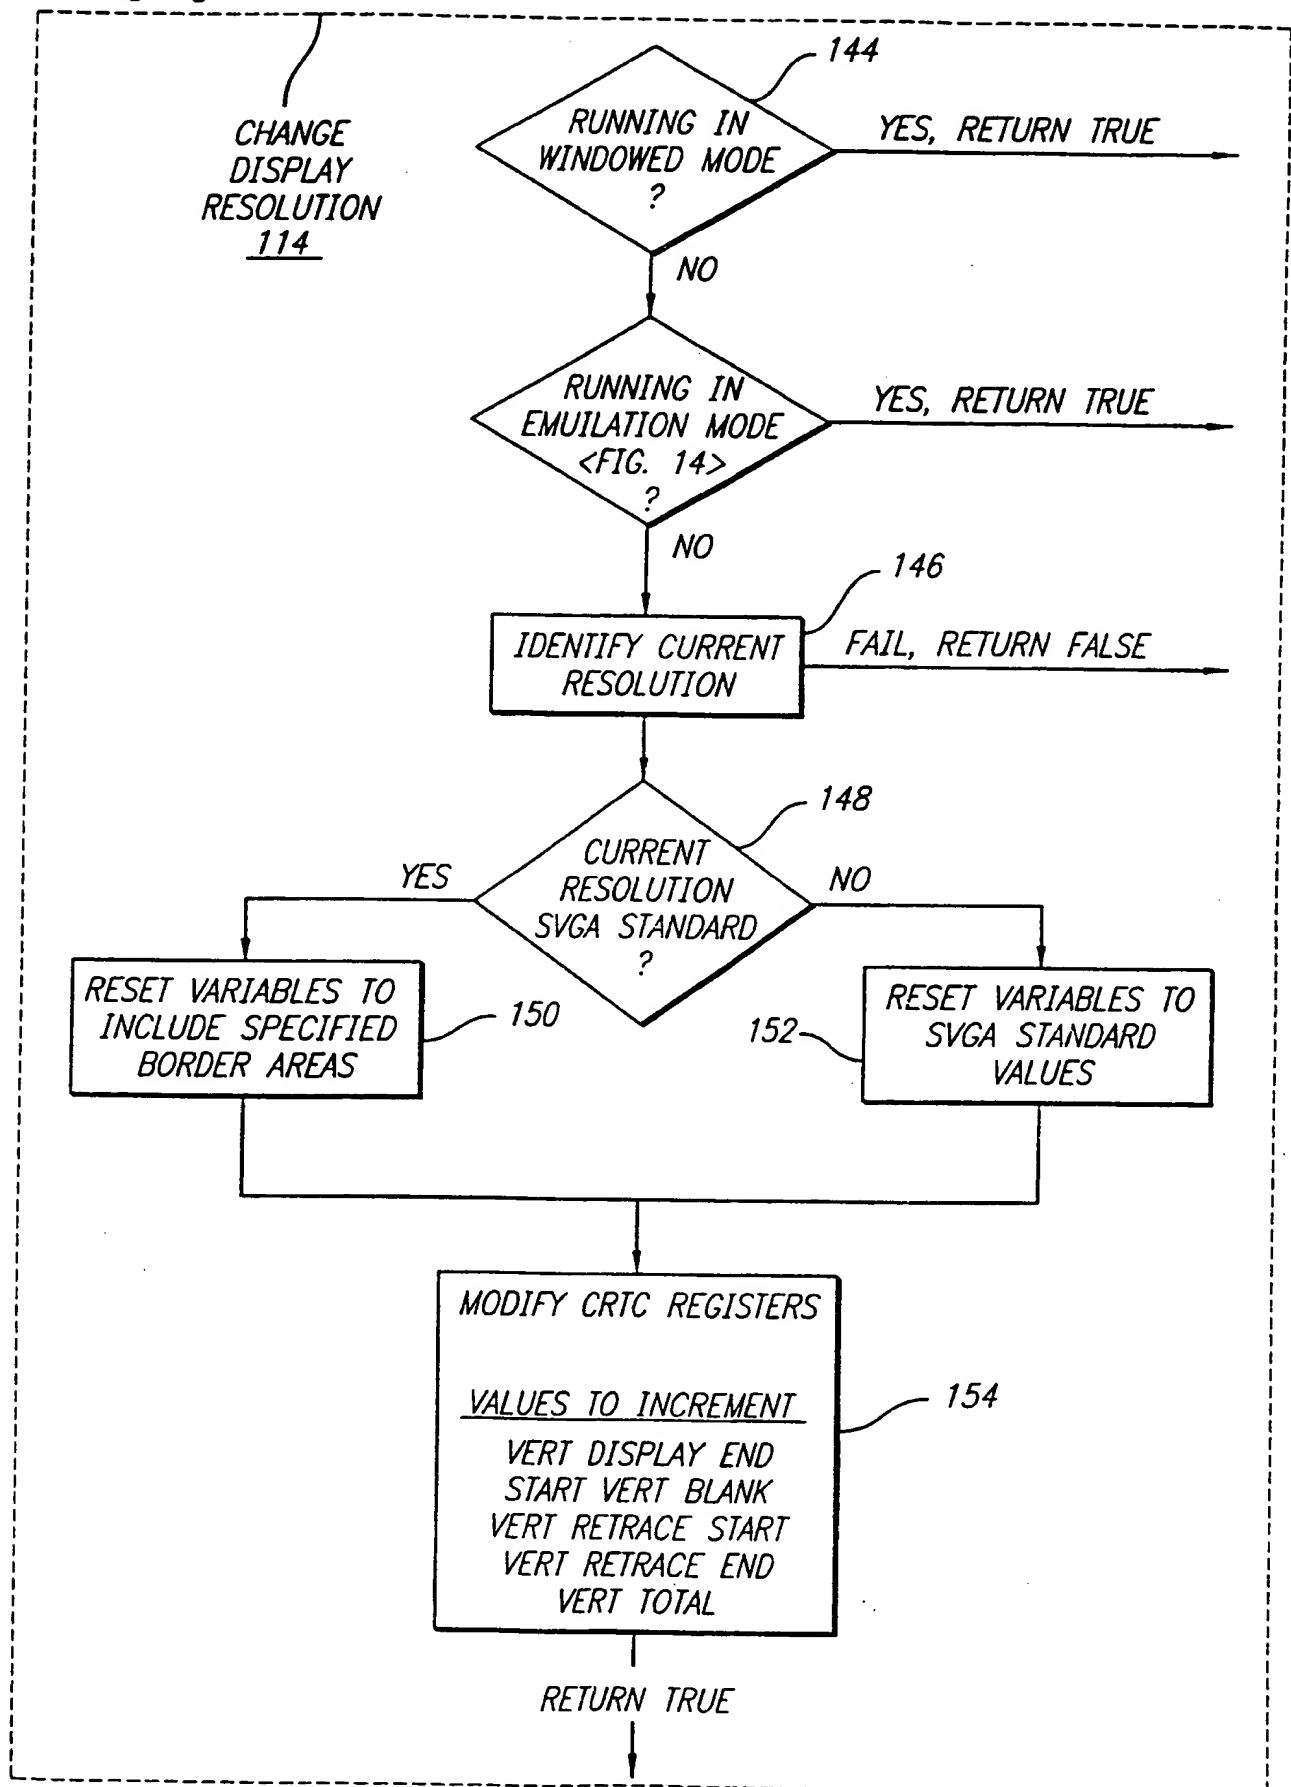 144
RUNNING IN
WINDOWED MODE
?
YES, RETURN TRUE
CHANGE
DISPLAY
RESOLUTION
114
NO
RUNNING IN
EMUILATION MODE
<FIG. 14>
?
YES, RETURN TRUE
NO
146
IDENTIFY CURRENT
RESOLUTION
FAIL, RETURN FALSE
148
CURRENT
RESOLUTION
SVGA STANDARD
?
YES
NO
RESET VARIABLES TO
INCLUDE SPECIFIED
BORDER AREAS
150
152
RESET VARIABLES TO
SVGA STANDARD
VALUES
MODIFY CRTC REGISTERS
VALUES TO INCREMENT
VERT DISPLAY END
START VERT BLANK
VERT RETRACE START
VERT RETRACE END
VERT TOTAL
154
RETURN TRUE